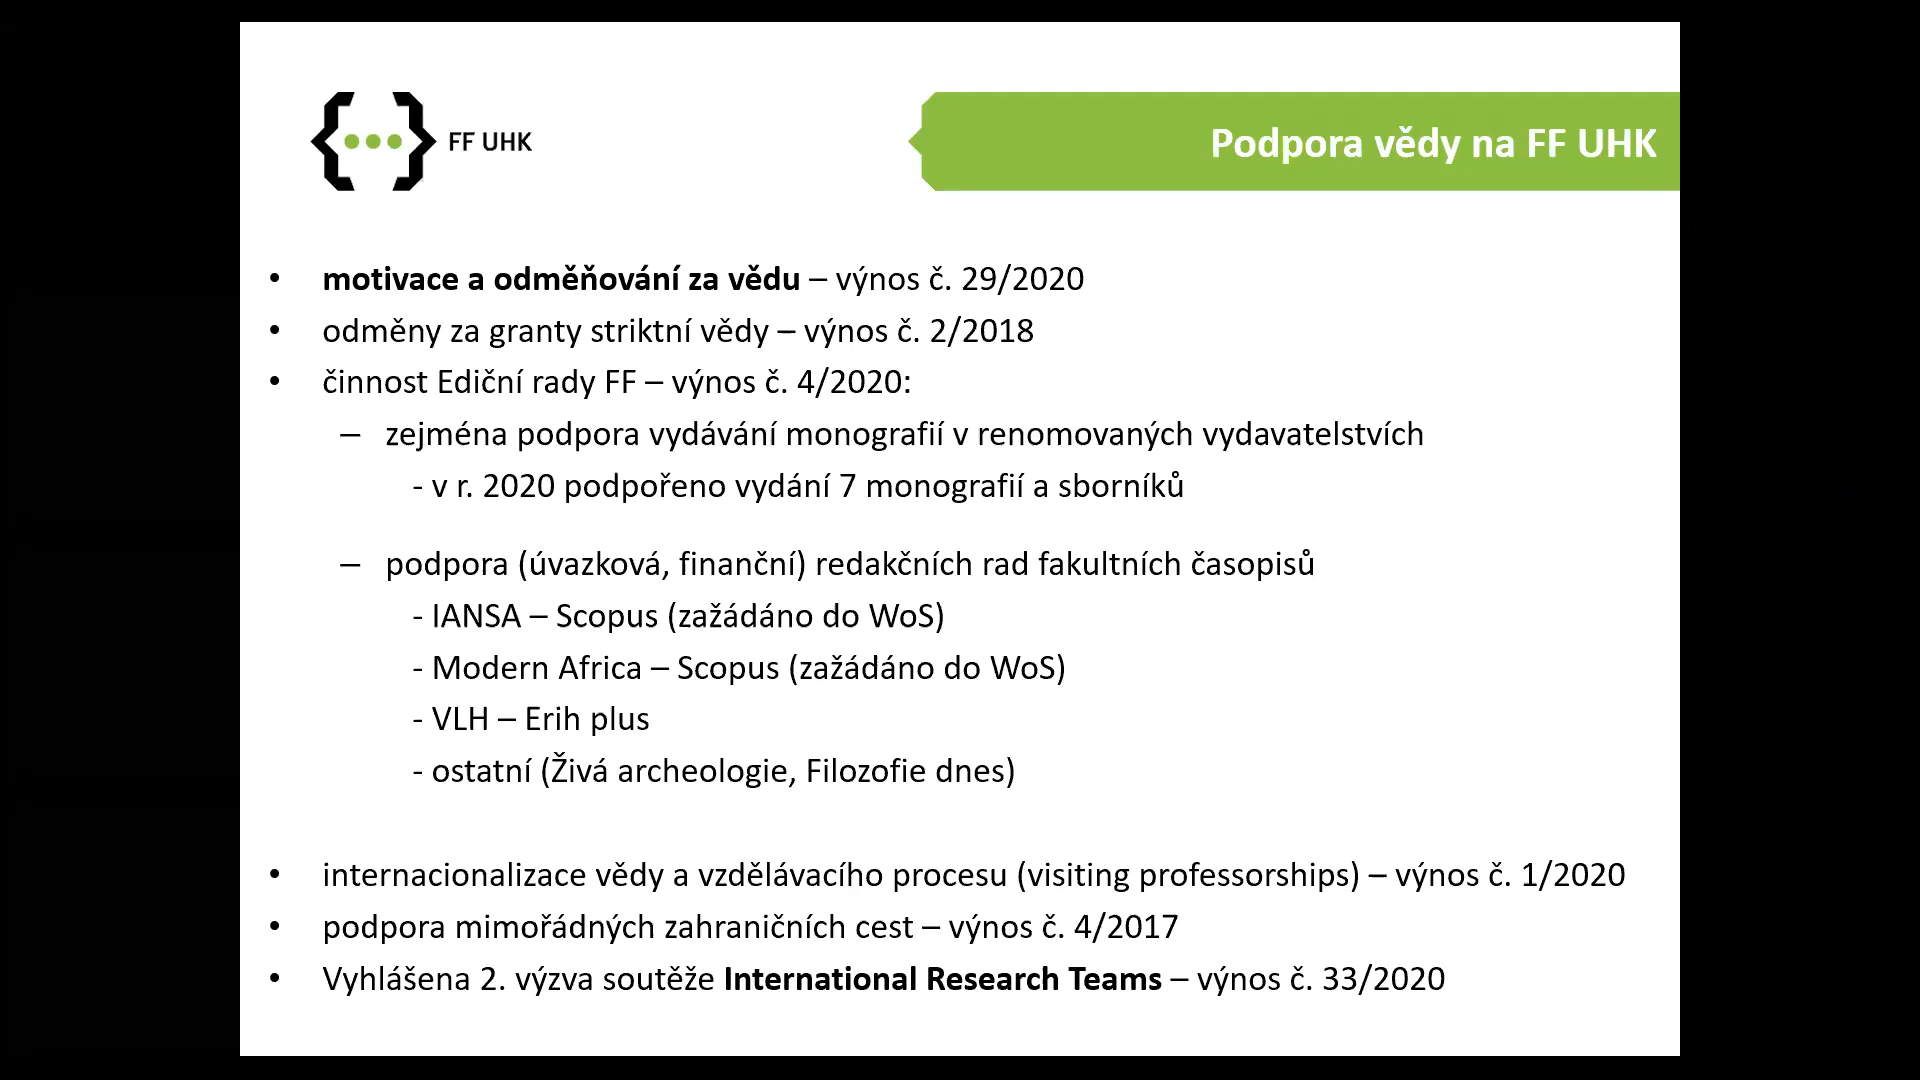 FF UHK
Podpora vědy na FF UHK
• motivace a odměňování za vědu – výnos č. 29/2020
• odměny za granty striktní vědy – výnos č. 2/2018
• činnost Ediční rady FF – výnos č. 4/2020:
– zejména podpora vydávání monografií v renomovaných vydavatelstvích
- v r. 2020 podpořeno vydání 7 monografií a sborníků
– podpora (úvazková, finanční) redakčních rad fakultních časopisů
- IANSA – Scopus (zažádáno do WoS)
- Modern Africa – Scopus (zažádáno do WoS)
- VLH – Erih plus
- ostatní (Živá archeologie, Filozofie dnes)
• internacionalizace vědy a vzdělávacího procesu (visiting professorships) – výnos č. 1/2020
• podpora mimořádných zahraničních cest – výnos č. 4/2017
• Vyhlášena 2. výzva soutěže International Research Teams – výnos č. 33/2020